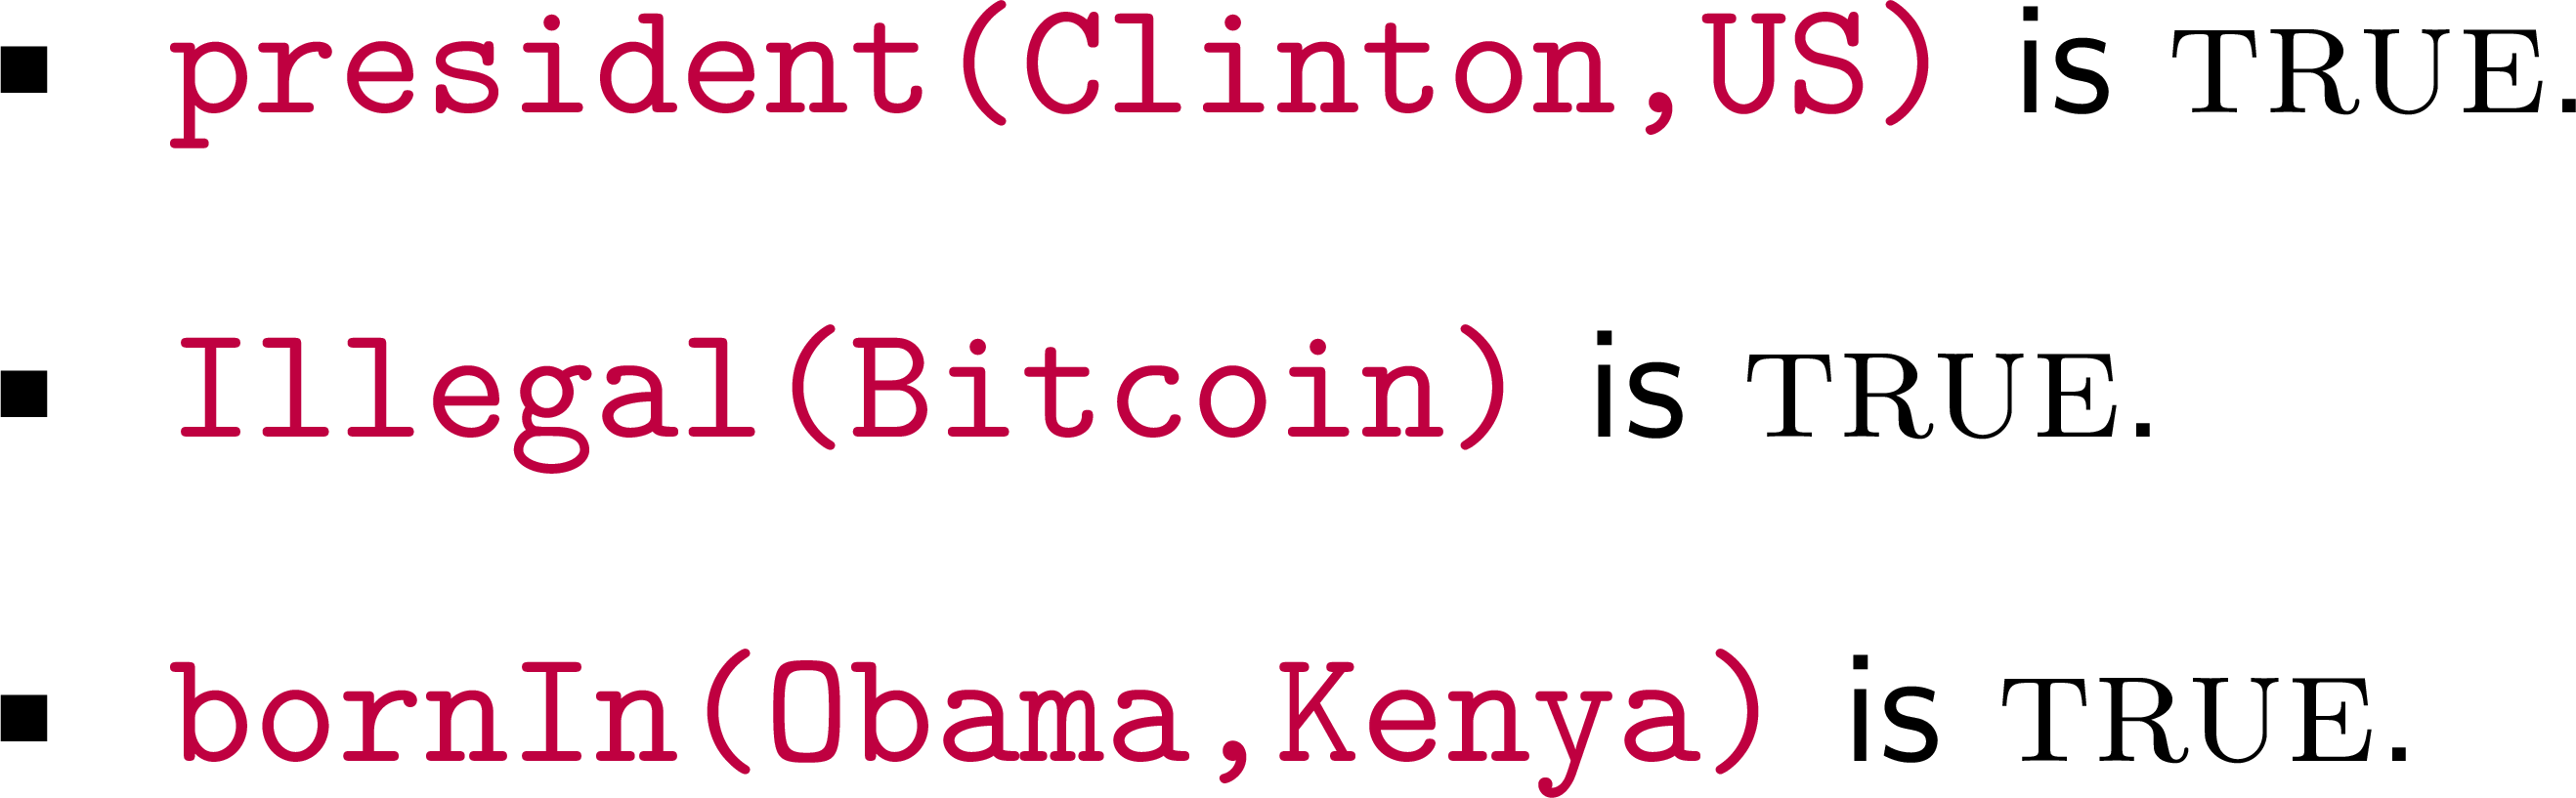 ▪ president(Clinton,US) is TRUE.
▪ Illegal(Bitcoin) is TRUE.
▪ bornIn(Obama,Kenya) is TRUE.